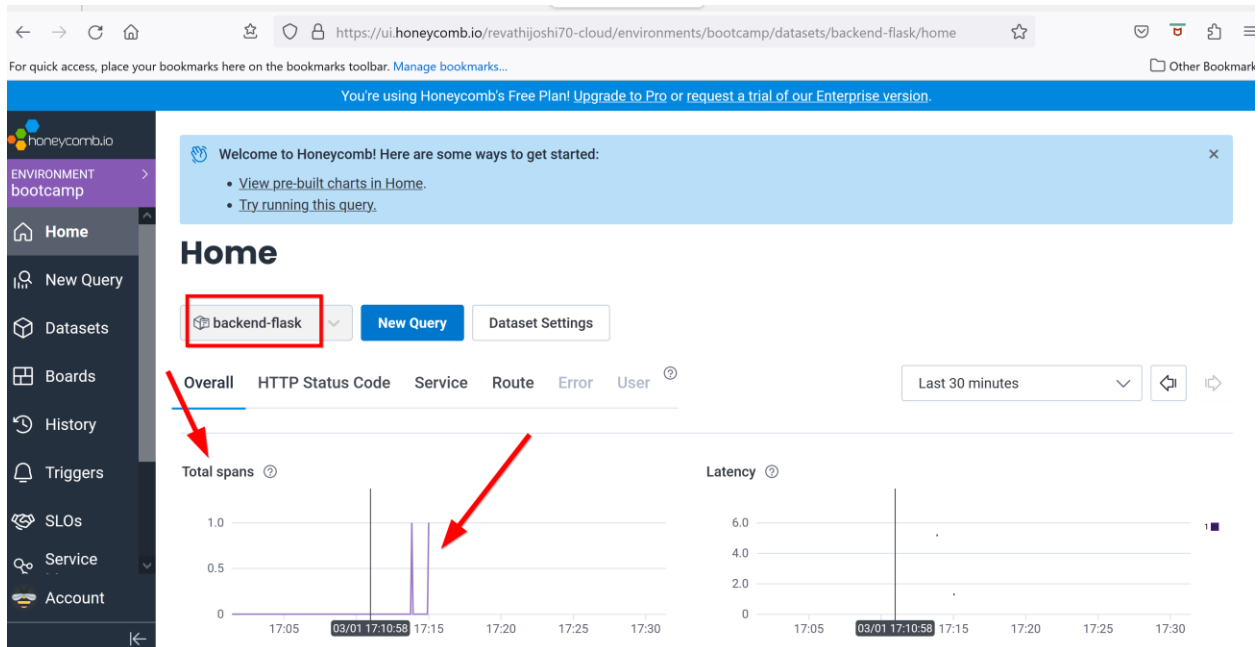 https://ui.honeycomb.io/revathijoshi70-cloud/environments/bootcamp/datasets/backend-flask/home
For quick access, place your bookmarks here on the bookmarks toolbar. Manage bookmarks...
Other Bookmark
You're using Honeycomb's Free Plan! Upgrade to Pro or request a trial of our Enterprise version.
honeycomb.io
ENVIRONMENT
bootcamp
Home
New Query
Datasets
Boards
History
Triggers
SLOs
Service
Account
Welcome to Honeycomb! Here are some ways to get started:
• View pre-built charts in Home.
• Try running this query.
Home
backend-flask
New Query
Dataset Settings
Overall HTTP Status Code Service Route Error User
Last 30 minutes
Total spans
1.0
0.5
0
17:05 03/01 17:10:58 17:15 17:20 17:25 17:30
Latency
6.0
4.0
2.0
0
1
17:05 03/01 17:10:58 17:15 17:20 17:25 17:30